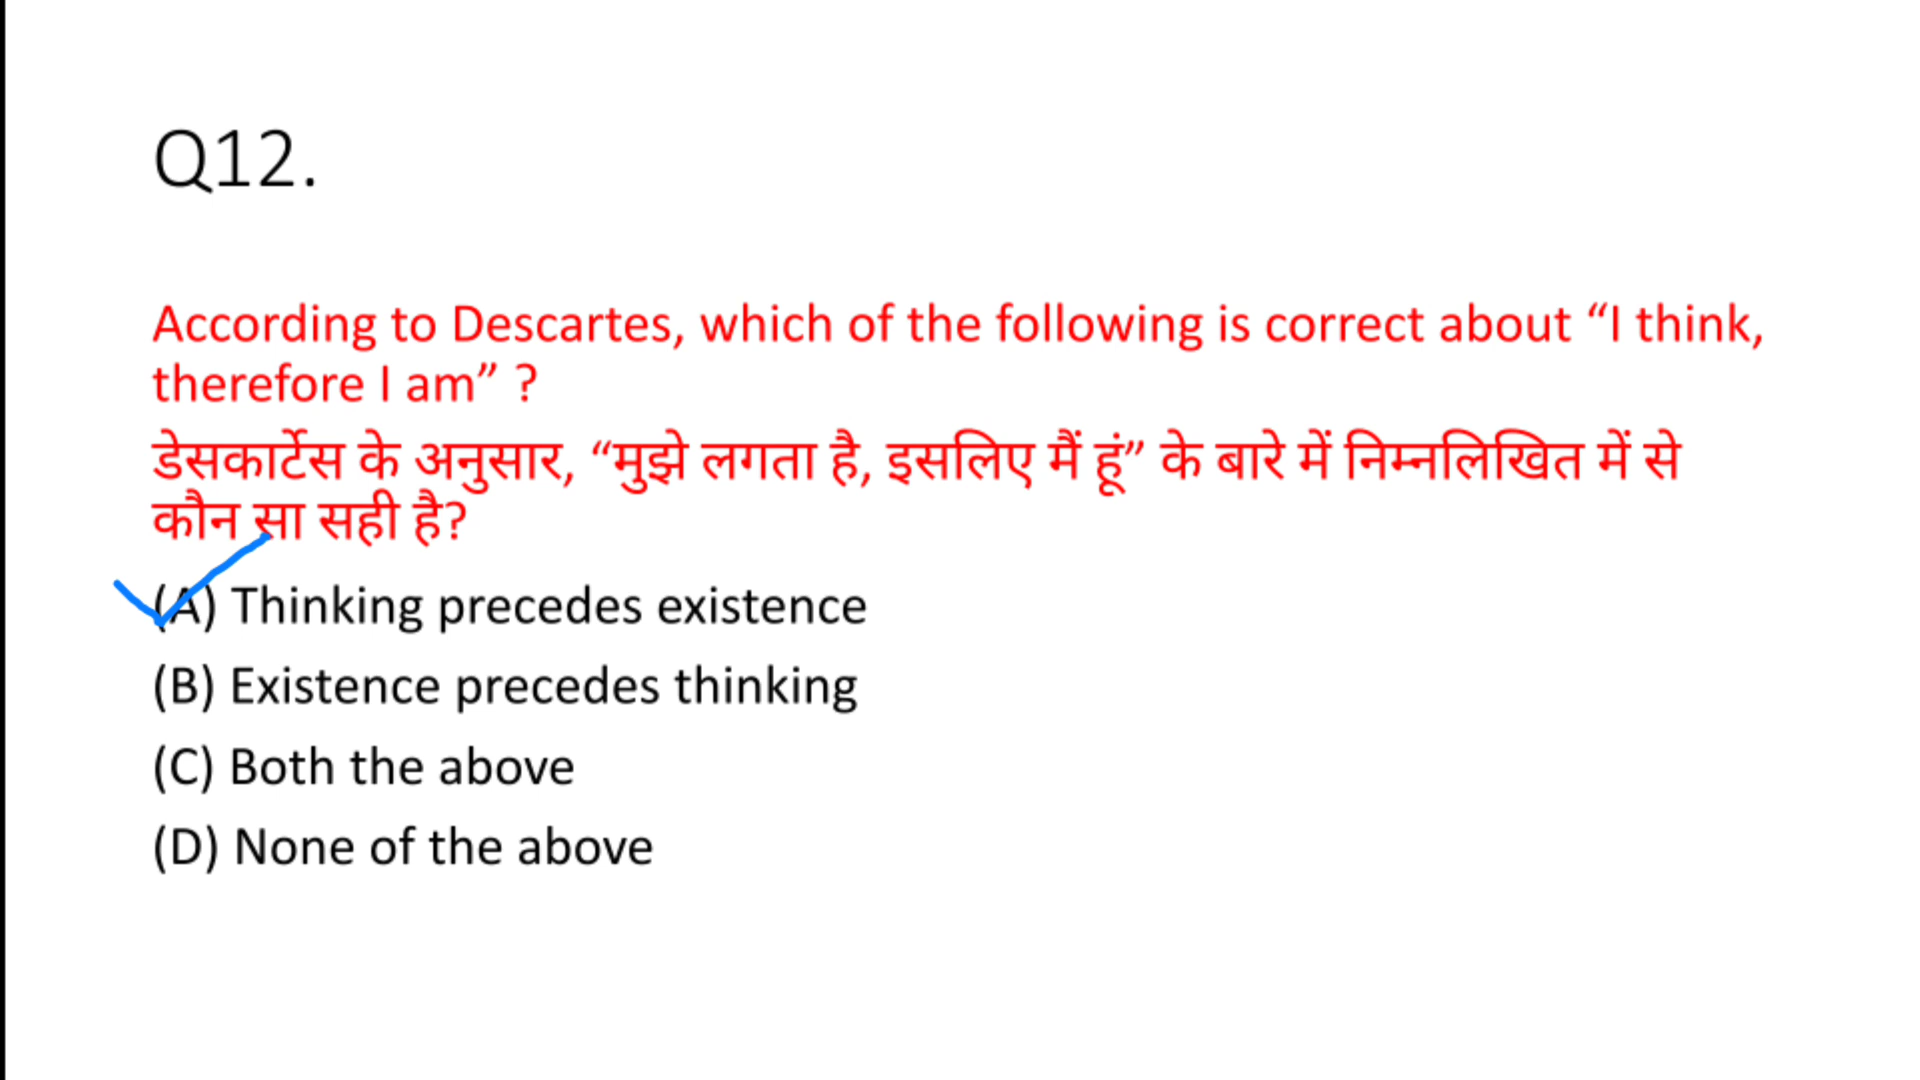 Q12.
According to Descartes, which of the following is correct about “I think,
therefore I am” ?
डेसकार्टेस के अनुसार, “मुझे लगता है, इसलिए मैं हूं” के बारे में निम्नलिखित में से
कौन सा सही है?
(A) Thinking precedes existence
(B) Existence precedes thinking
(C) Both the above
(D) None of the above